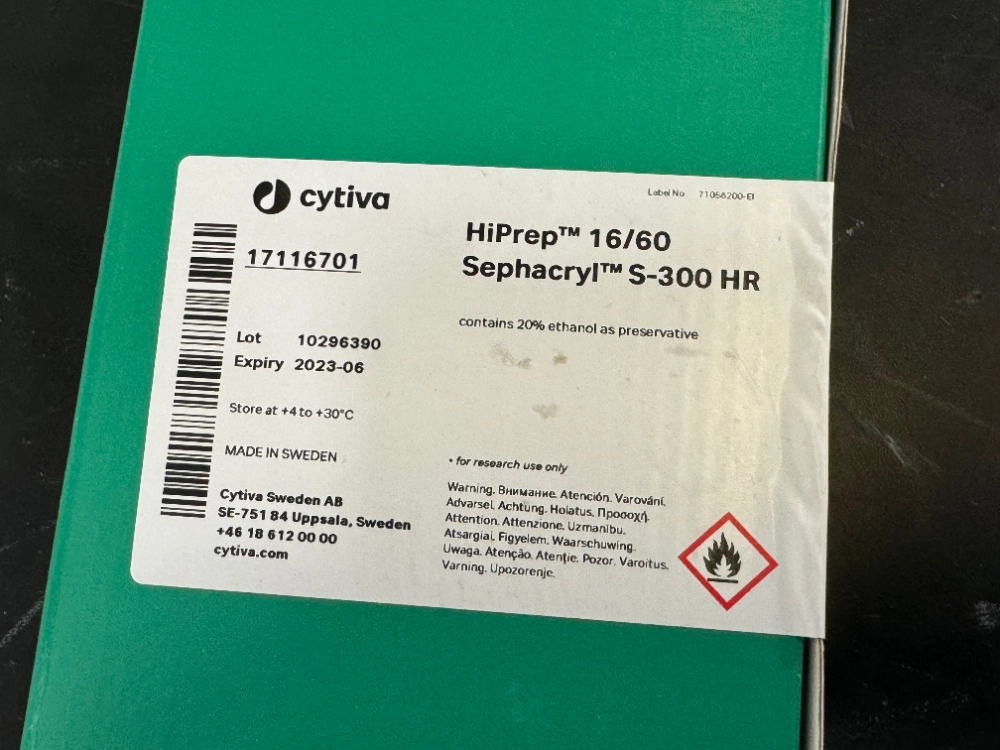 cytiva
Label No 71056200-EI
HiPrep™ 16/60
Sephacryl™ S-300 HR
17116701
contains 20% ethanol as preservative
Lot 10296390
Expiry 2023-06
Store at +4 to +30°C
MADE IN SWEDEN
Cytiva Sweden AB
SE-751 84 Uppsala, Sweden
+46 18 612 00 00
cytiva.com
• for research use only
Warning. Внимание. Atención. Varování.
Advarsel. Achtung. Hoiatus. Προσοχή.
Attention. Attenzione. Uzmanību.
Atsargiai. Figyelem. Waarschuwing.
Uwaga. Atenção. Atenţie. Pozor. Varoitus.
Varning. Upozorenje.